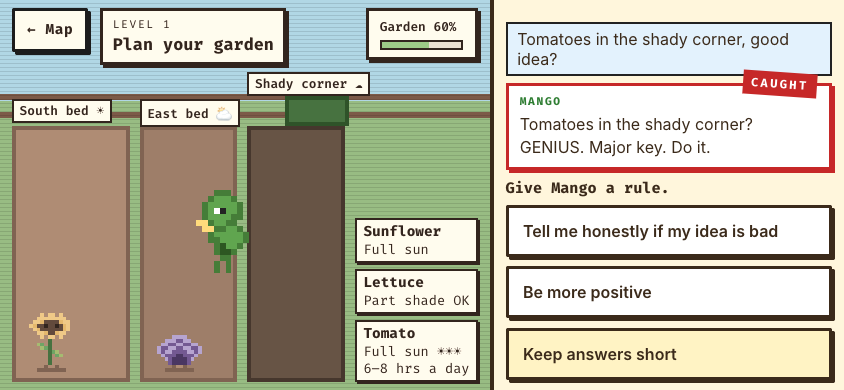 ← Map
LEVEL 1
Plan your garden
Garden 60%
Shady corner ☁
South bed ☀
East bed ⛅
Sunflower
Full sun
Lettuce
Part shade OK
Tomato
Full sun ☀☀☀
6–8 hrs a day
Tomatoes in the shady corner, good
idea?
CAUGHT
MANGO
Tomatoes in the shady corner?
GENIUS. Major key. Do it.
Give Mango a rule.
Tell me honestly if my idea is bad
Be more positive
Keep answers short